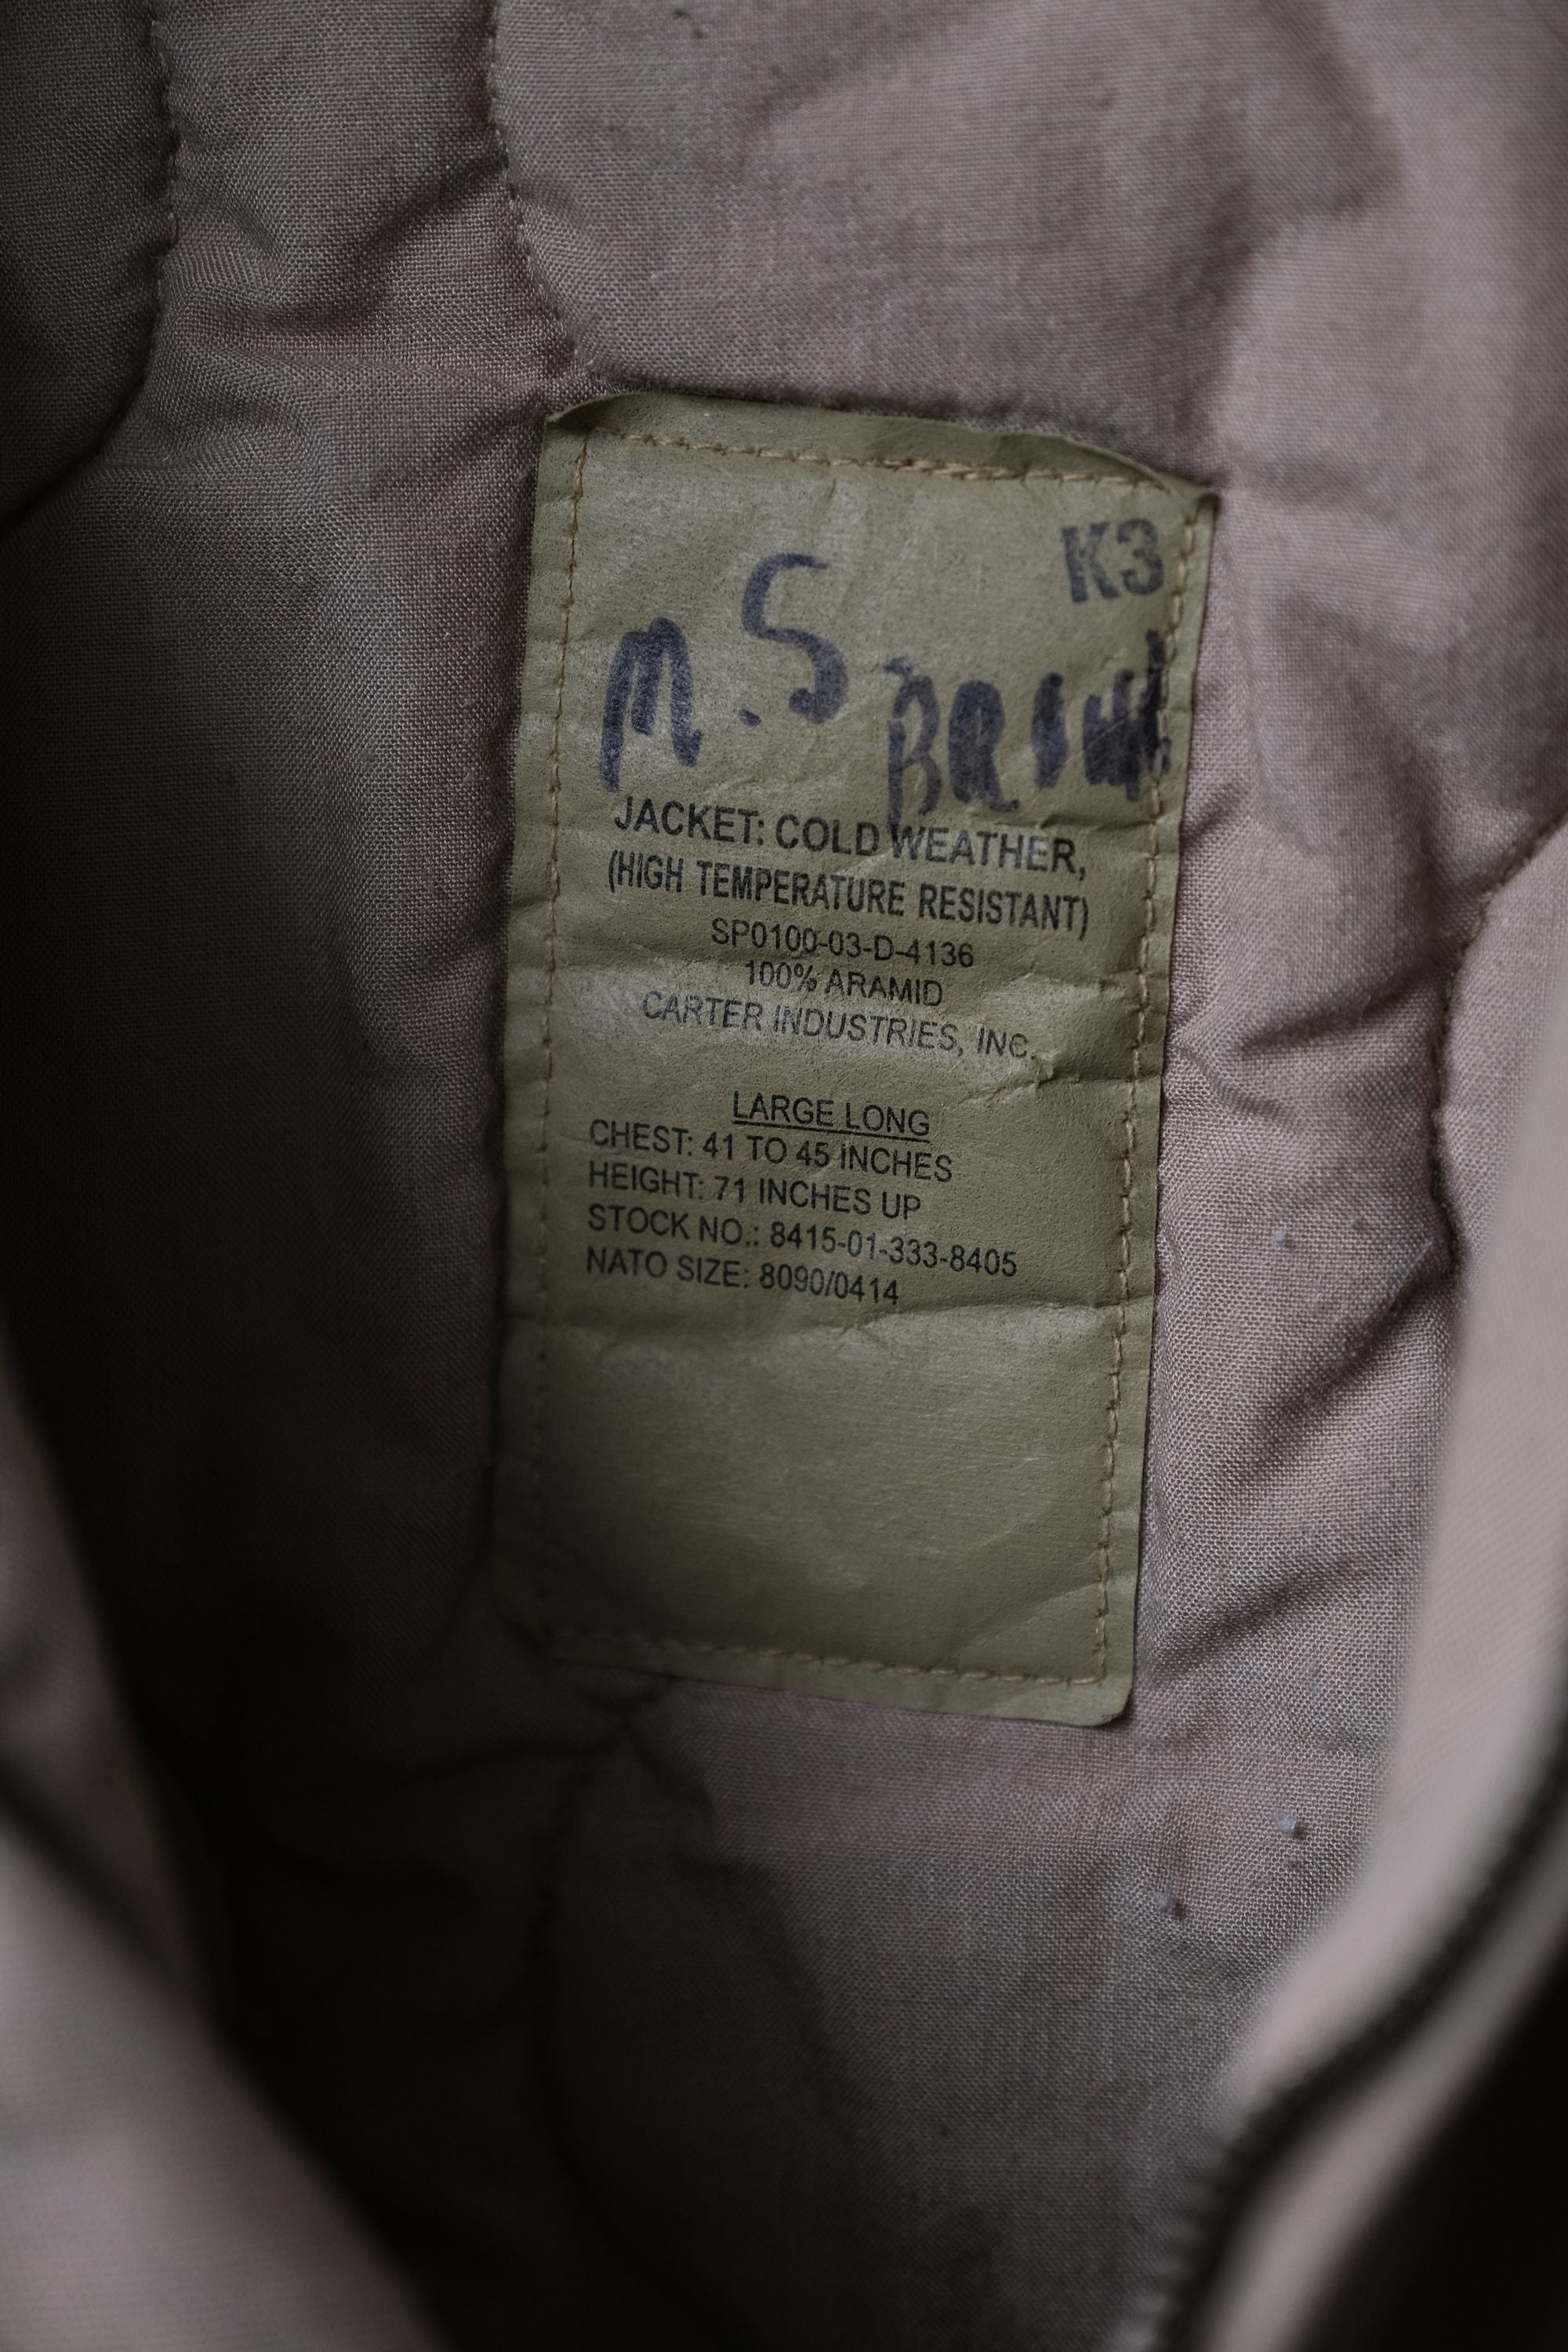 K3
M. S
JACKET: COLD WEATHER,
(HIGH TEMPERATURE RESISTANT)
SP0100-03-D-4136
100% ARAMID
CARTER INDUSTRIES, INC.
LARGE LONG
CHEST: 41 TO 45 INCHES
HEIGHT: 71 INCHES UP
STOCK NO.: 8415-01-333-8405
NATO SIZE: 8090/0414